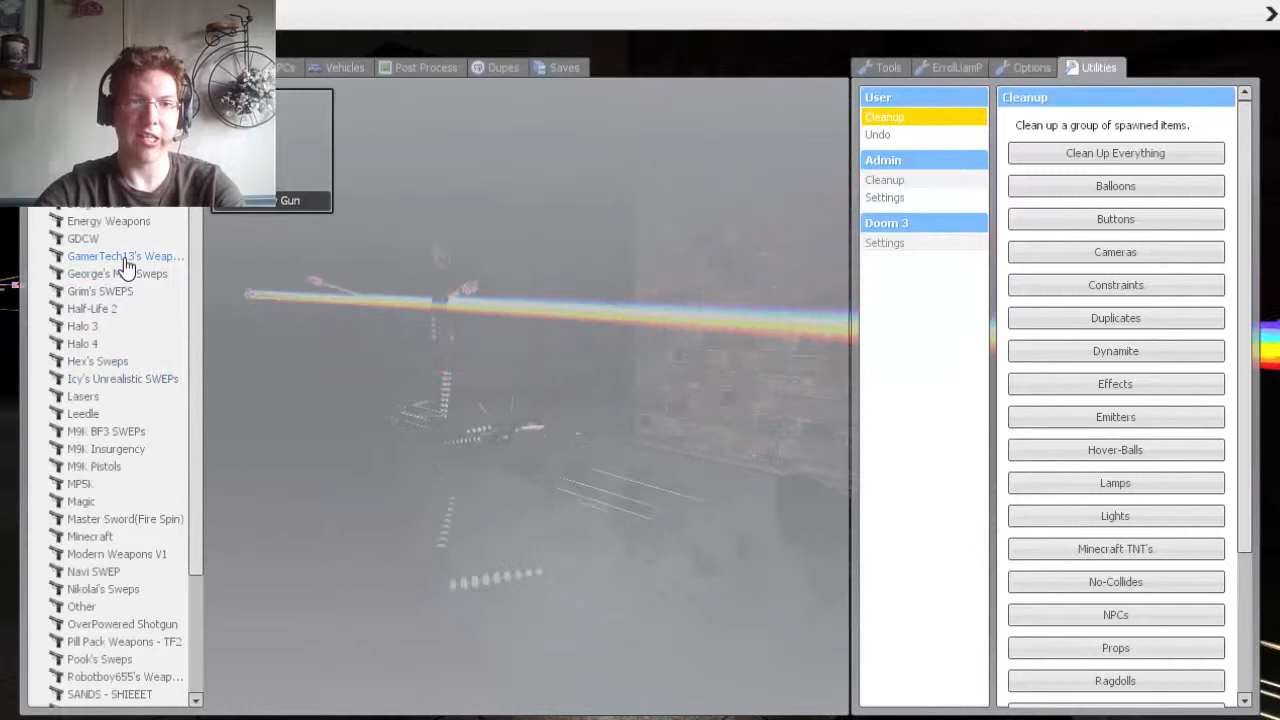 PCs
Vehicles
Post Process
Dupes
Saves
Tools
ErrolLiamP
Options
Utilities
Gun
Energy Weapons
GDCW
GamerTech13's Weap...
George's M Sweps
Grim's SWEPS
Half-Life 2
Halo 3
Halo 4
Hex's Sweps
Icy's Unrealistic SWEPs
Lasers
Leedle
M9K BF3 SWEPs
M9K Insurgency
M9K Pistols
MP5K
Magic
Master Sword(Fire Spin)
Minecraft
Modern Weapons V1
Navi SWEP
Nikolai's Sweps
Other
OverPowered Shotgun
Pill Pack Weapons - TF2
Pook's Sweps
Robotboy655's Weap...
SANDS - SHIEEET
User
Cleanup
Undo
Admin
Cleanup
Settings
Doom 3
Settings
Cleanup
Clean up a group of spawned items.
Clean Up Everything
Balloons
Buttons
Cameras
Constraints
Duplicates
Dynamite
Effects
Emitters
Hover-Balls
Lamps
Lights
Minecraft TNT's
No-Collides
NPCs
Props
Ragdolls